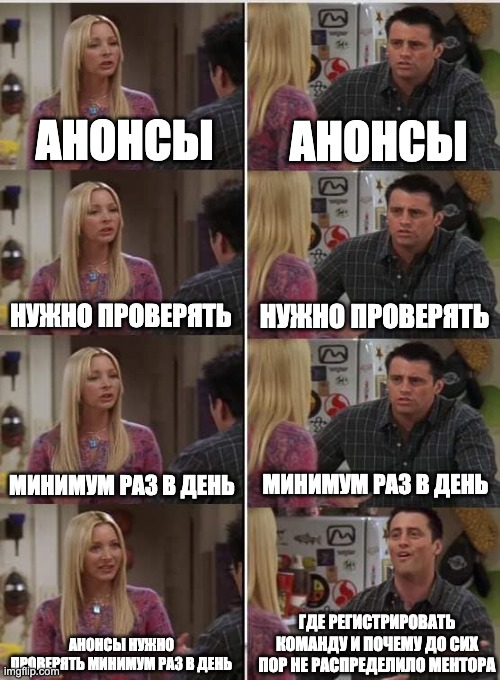 АНОНСЫ
АНОНСЫ
НУЖНО ПРОВЕРЯТЬ
НУЖНО ПРОВЕРЯТЬ
МИНИМУМ РАЗ В ДЕНЬ
МИНИМУМ РАЗ В ДЕНЬ
АНОНСЫ НУЖНО
ПРОВЕРЯТЬ МИНИМУМ РАЗ В ДЕНЬ
ГДЕ РЕГИСТРИРОВАТЬ
КОМАНДУ И ПОЧЕМУ ДО СИХ
ПОР НЕ РАСПРЕДЕЛИЛО МЕНТОРА
imgflip.com